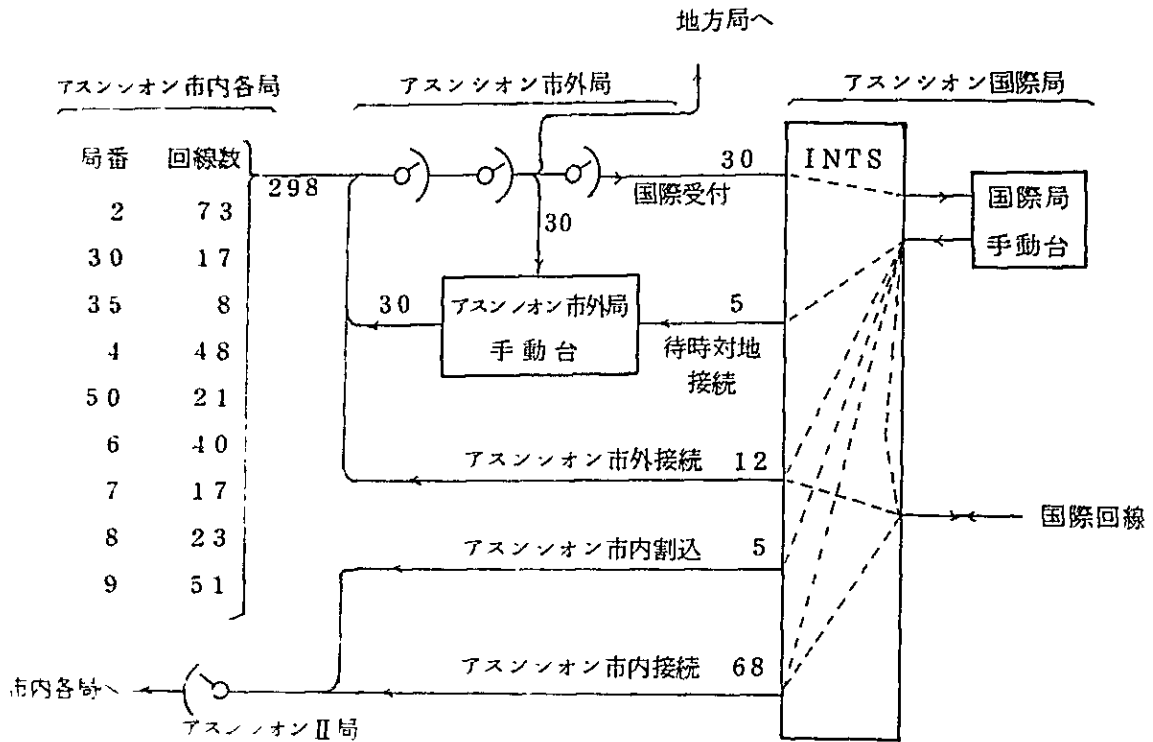 地方局へ
アスンシオン市内各局
アスンシオン市外局
アスンシオン国際局
局番 回線数
2 73
30 17
35 8
4 48
50 21
6 40
7 17
8 23
9 51
298
30
国際受付
30
INTS
国際局
手動台
30
アスンシオン市外局
手動台
5
待時対地
接続
アスンシオン市外接続 12
国際回線
アスンシオン市内割込 5
アスンシオン市内接続 68
市内各局へ
アスンシオンⅡ局